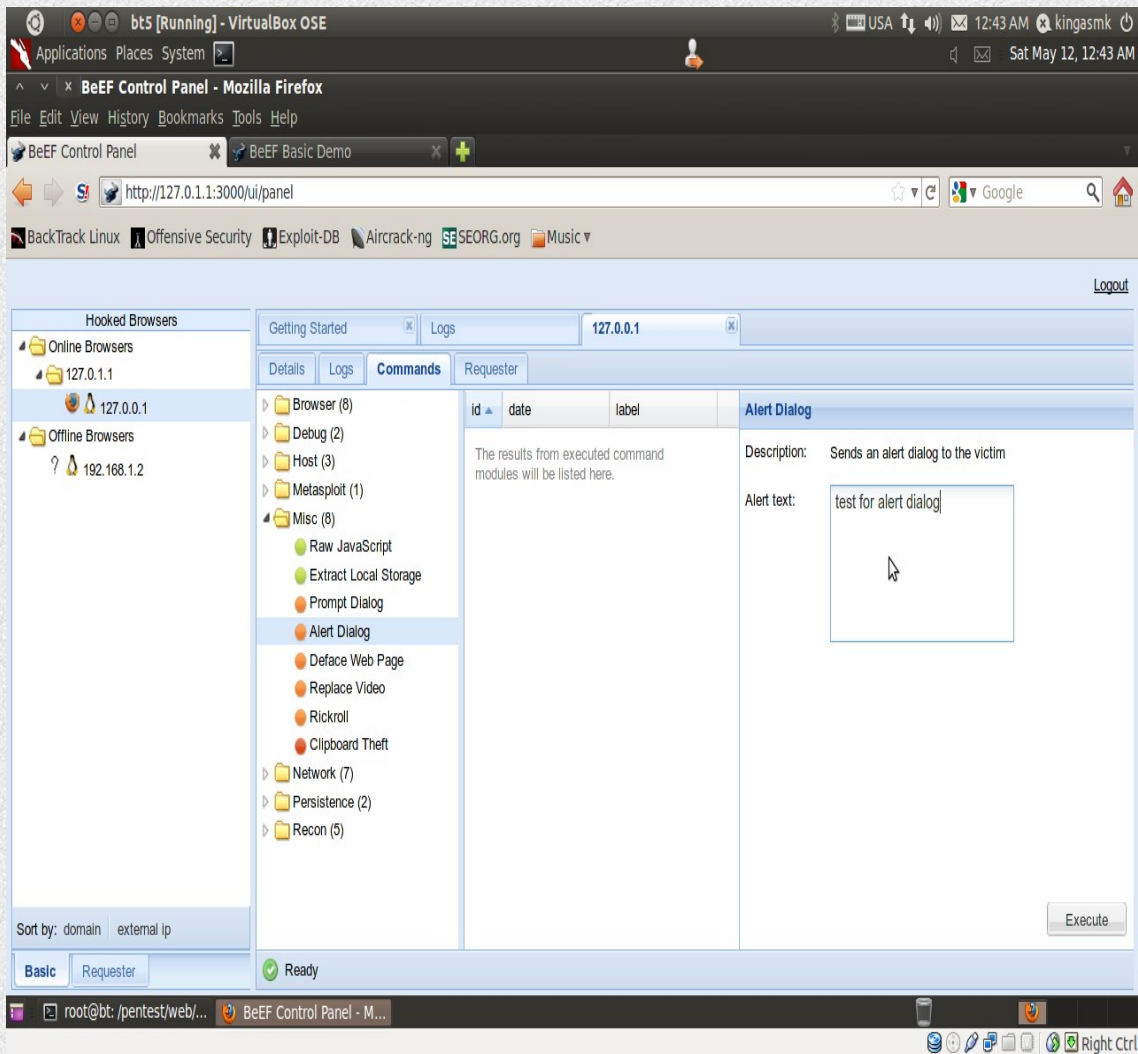 bt5 [Running] - VirtualBox OSE
USA 12:43 AM kingasmk
Applications Places System
Sat May 12, 12:43 AM
BeEF Control Panel - Mozilla Firefox
File Edit View History Bookmarks Tools Help
BeEF Control Panel
BeEF Basic Demo
http://127.0.1.1:3000/ui/panel
Google
BackTrack Linux Offensive Security Exploit-DB Aircrack-ng SE SEORG.org Music
Logout
Hooked Browsers
Online Browsers
127.0.1.1
127.0.0.1
Offline Browsers
? 192.168.1.2
Sort by: domain external ip
Basic Requester
Getting Started Logs 127.0.0.1
Details Logs Commands Requester
Browser (8)
Debug (2)
Host (3)
Metasploit (1)
Misc (8)
Raw JavaScript
Extract Local Storage
Prompt Dialog
Alert Dialog
Deface Web Page
Replace Video
Rickroll
Clipboard Theft
Network (7)
Persistence (2)
Recon (5)
id date label
The results from executed command
modules will be listed here.
Alert Dialog
Description: Sends an alert dialog to the victim
Alert text: test for alert dialog
Execute
Ready
root@bt: /pentest/web/... BeEF Control Panel - M...
Right Ctrl